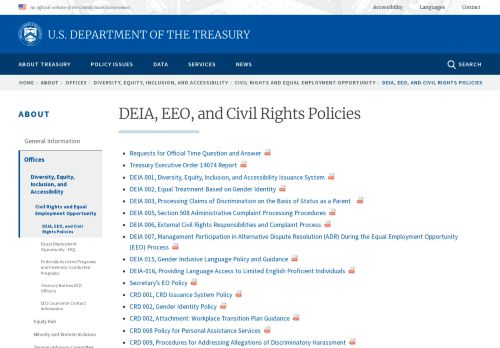 An official website of the United States Government
Accessibility
Languages
Contact
U.S. DEPARTMENT OF THE TREASURY
ABOUT TREASURY
POLICY ISSUES
DATA
SERVICES
NEWS
SEARCH
HOME
ABOUT
OFFICES
DIVERSITY, EQUITY, INCLUSION, AND ACCESSIBILITY
CIVIL RIGHTS AND EQUAL EMPLOYMENT OPPORTUNITY
DEIA, EEO, AND CIVIL RIGHTS POLICIES
ABOUT
General Information
Offices
Diversity, Equity,
Inclusion, and
Accessibility
Civil Rights and Equal
Employment Opportunity
DEIA, EEO, and Civil
Rights Policies
Equal Employment
Opportunity - FAQ
Federally Assisted Programs
and Federally Conducted
Programs
Treasury Bureau EEO
Officers
EEO Counselor Contact
Information
Equity Hub
Minority and Women Inclusion
Treasury Advisory Committee
DEIA, EEO, and Civil Rights Policies
Requests for Official Time Question and Answer
Treasury Executive Order 14074 Report
DEIA 001, Diversity, Equity, Inclusion, and Accessibility Issuance System
DEIA 002, Equal Treatment Based on Gender Identity
DEIA 003, Processing Claims of Discrimination on the Basis of Status as a Parent
DEIA 005, Section 508 Administrative Complaint Processing Procedures
DEIA 006, External Civil Rights Responsibilities and Complaint Process
DEIA 007, Management Participation in Alternative Dispute Resolution (ADR) During the Equal Employment Opportunity
(EEO) Process
DEIA 015, Gender Inclusive Language Policy and Guidance
DEIA-016, Providing Language Access to Limited English Proficient Individuals
Secretary's EO Policy
CRD 001, CRD Issuance System Policy
CRD 002, Gender Identity Policy
CRD 002, Attachment: Workplace Transition Plan Guidance
CRD 008 Policy for Personal Assistance Services
CRD 009, Procedures for Addressing Allegations of Discriminatory Harassment